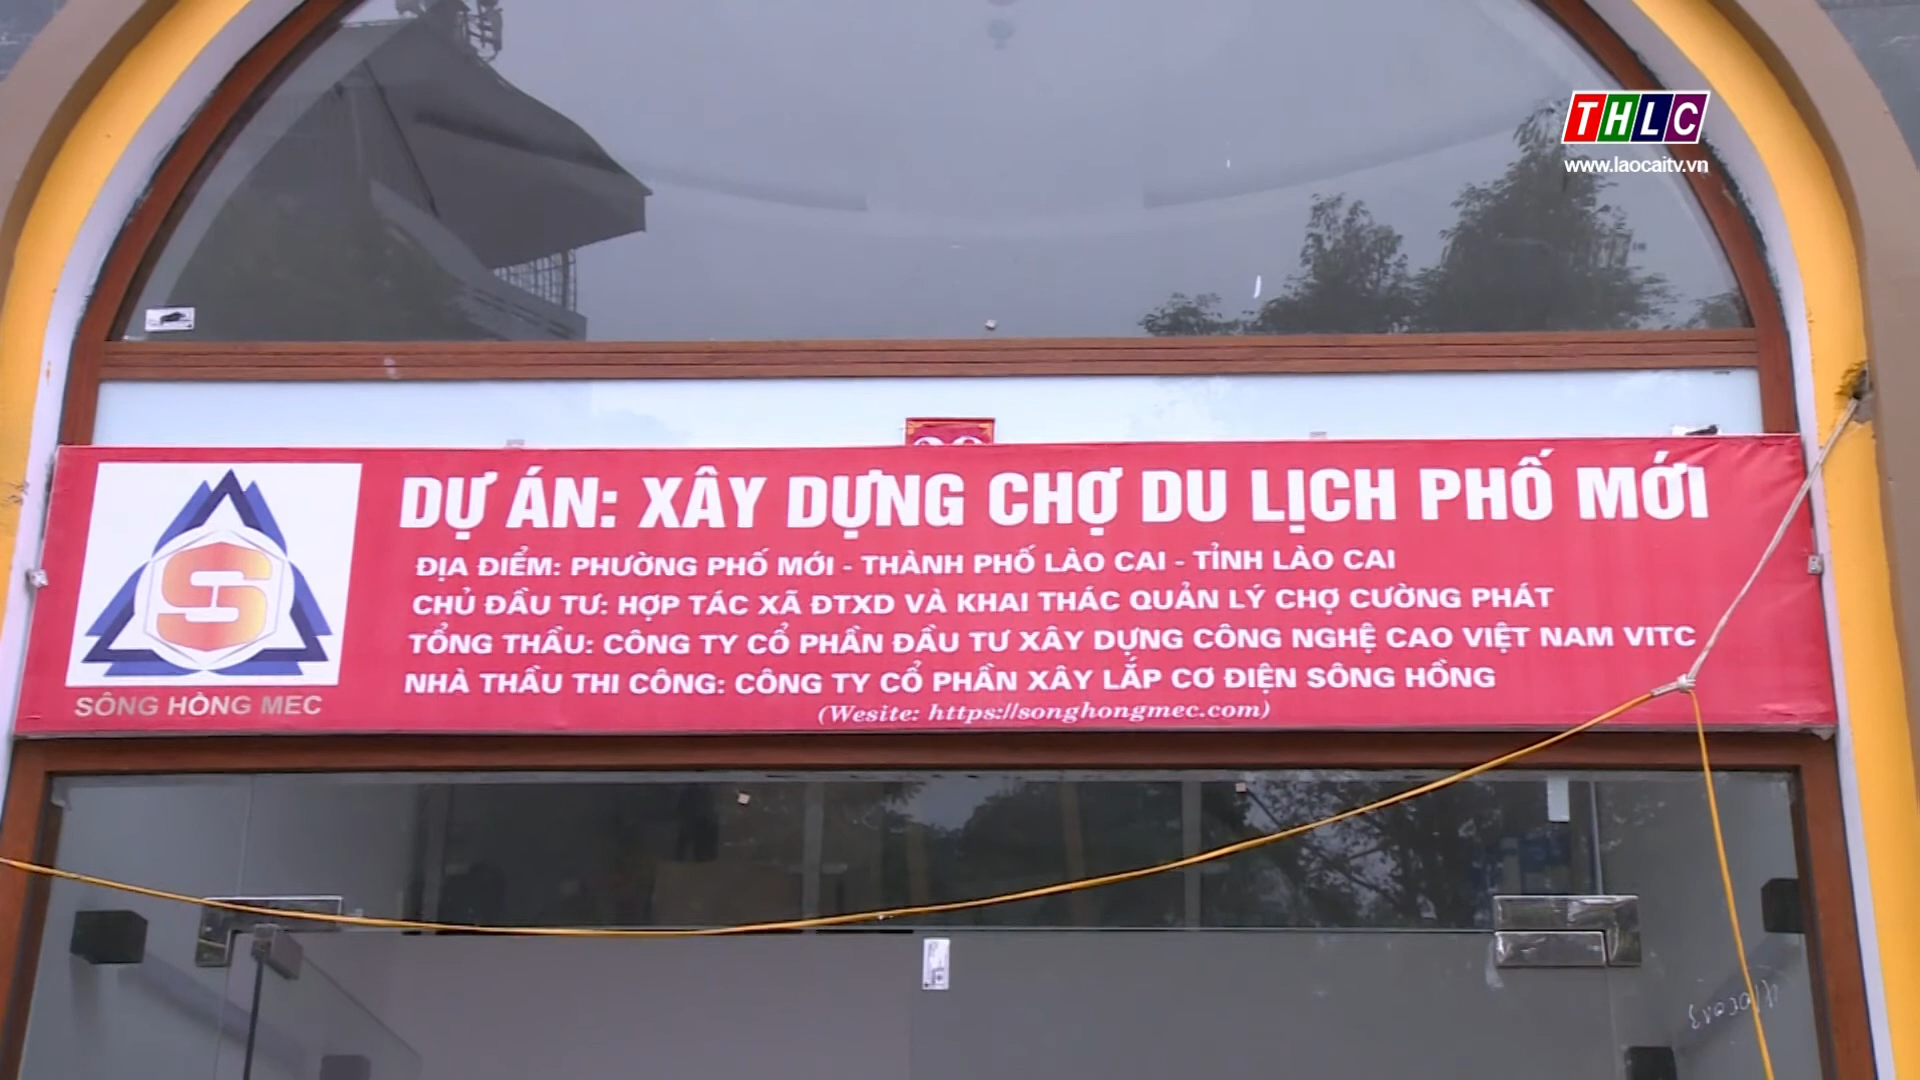 THLC
www.laocaitv.vn
S
SÔNG HỒNG MEC
DỰ ÁN: XÂY DỰNG CHỢ DU LỊCH PHỐ MỚI
ĐỊA ĐIỂM: PHƯỜNG PHỐ MỚI - THÀNH PHỐ LÀO CAI - TỈNH LÀO CAI
CHỦ ĐẦU TƯ: HỢP TÁC XÃ ĐTXD VÀ KHAI THÁC QUẢN LÝ CHỢ CƯỜNG PHÁT
TỔNG THẦU: CÔNG TY CỔ PHẦN ĐẦU TƯ XÂY DỰNG CÔNG NGHỆ CAO VIỆT NAM VITC
NHÀ THẦU THI CÔNG: CÔNG TY CỔ PHẦN XÂY LẮP CƠ ĐIỆN SÔNG HỒNG
(Wesite: https://songhongmec.com)